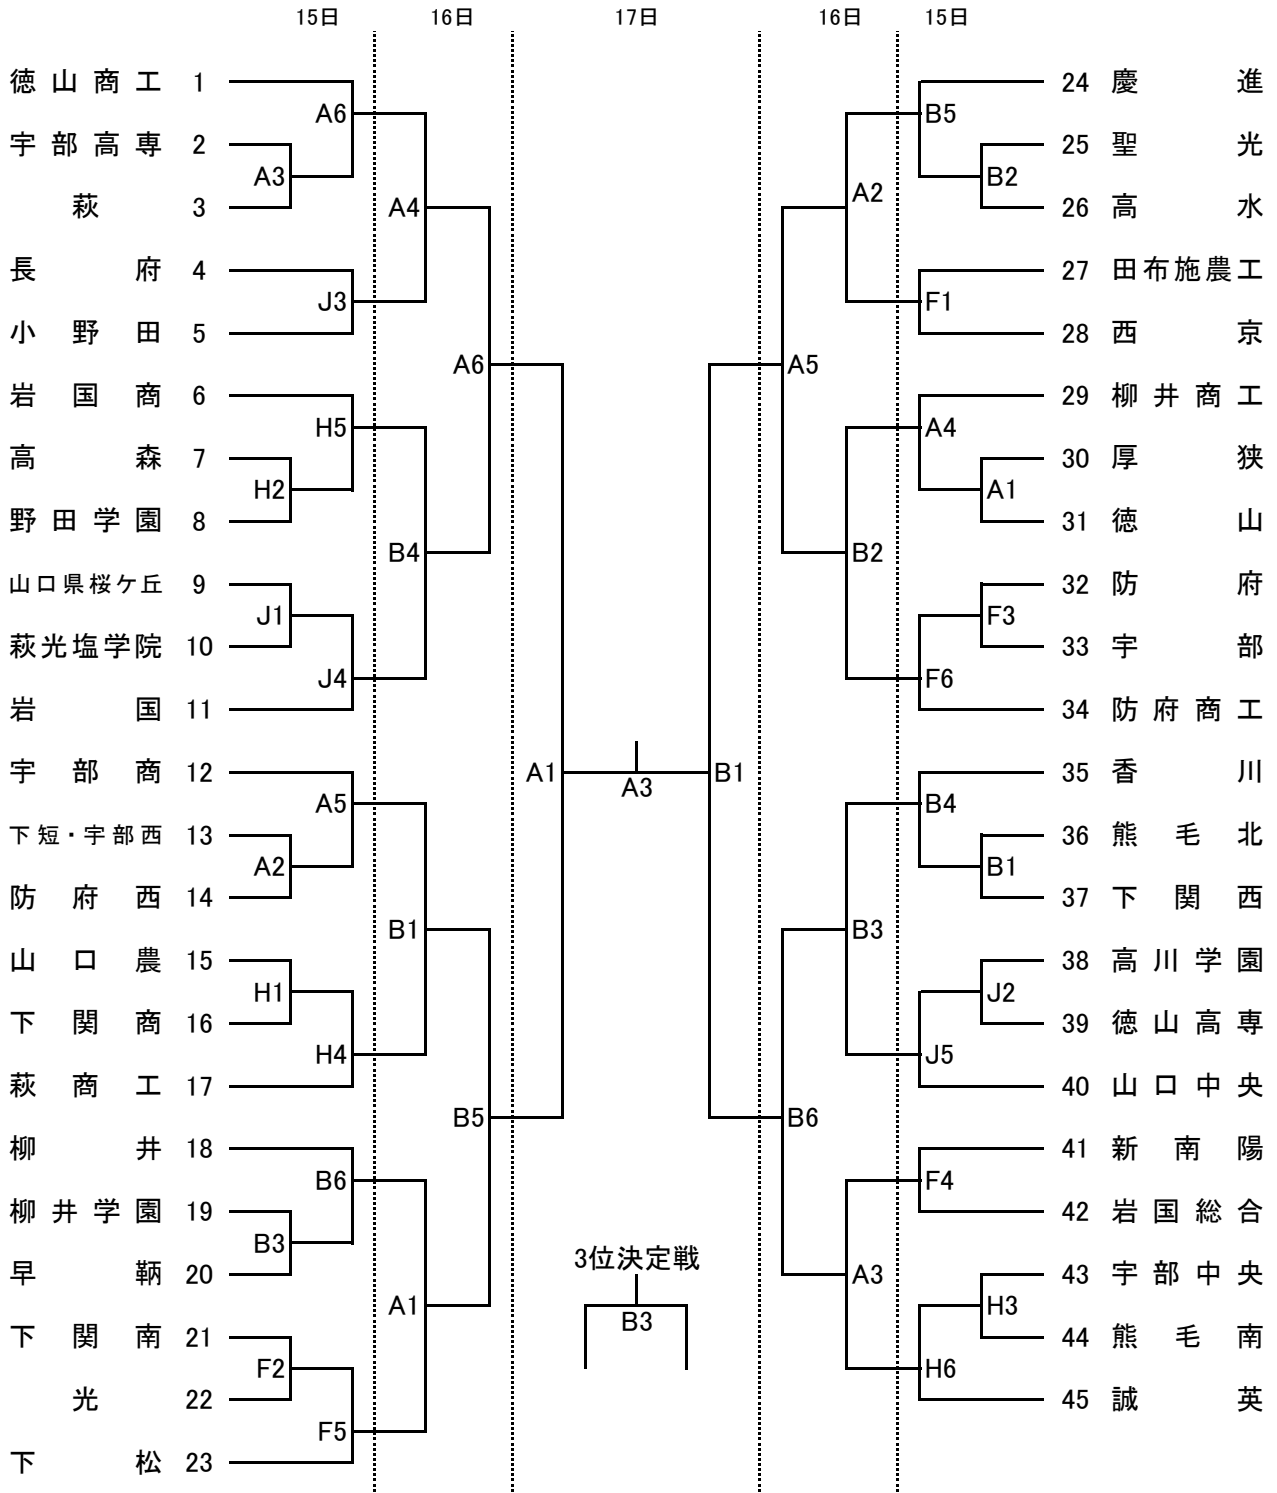 15日 16日 17日 16日 15日
徳山商工 1
A6
宇部高専 2
A3
萩 3
A4
長府 4
J3
小野田 5
A6
岩国商 6
H5
高森 7
H2
野田学園 8
B4
山口県桜ケ丘 9
J1
萩光塩学院 10
J4
岩国 11
A1
宇部商 12
A5
下短・宇部西 13
A2
防府西 14
B1
山口農 15
H1
下関商 16
H4
萩商工 17
B5
柳井 18
B6
柳井学園 19
B3
早鞆 20
A1
下関南 21
F2
光 22
F5
下松 23
A3
3位決定戦
B3
24 慶進
B5
25 聖光
B2
26 高水
A2
27 田布施農工
F1
28 西京
A5
29 柳井商工
A4
30 厚狭
A1
31 徳山
B2
32 防府
F3
33 宇部
F6
34 防府商工
B1
35 香川
B4
36 熊毛北
B1
37 下関西
B3
38 高川学園
J2
39 徳山高専
J5
40 山口中央
B6
41 新南陽
F4
42 岩国総合
A3
43 宇部中央
H3
44 熊毛南
H6
45 誠英